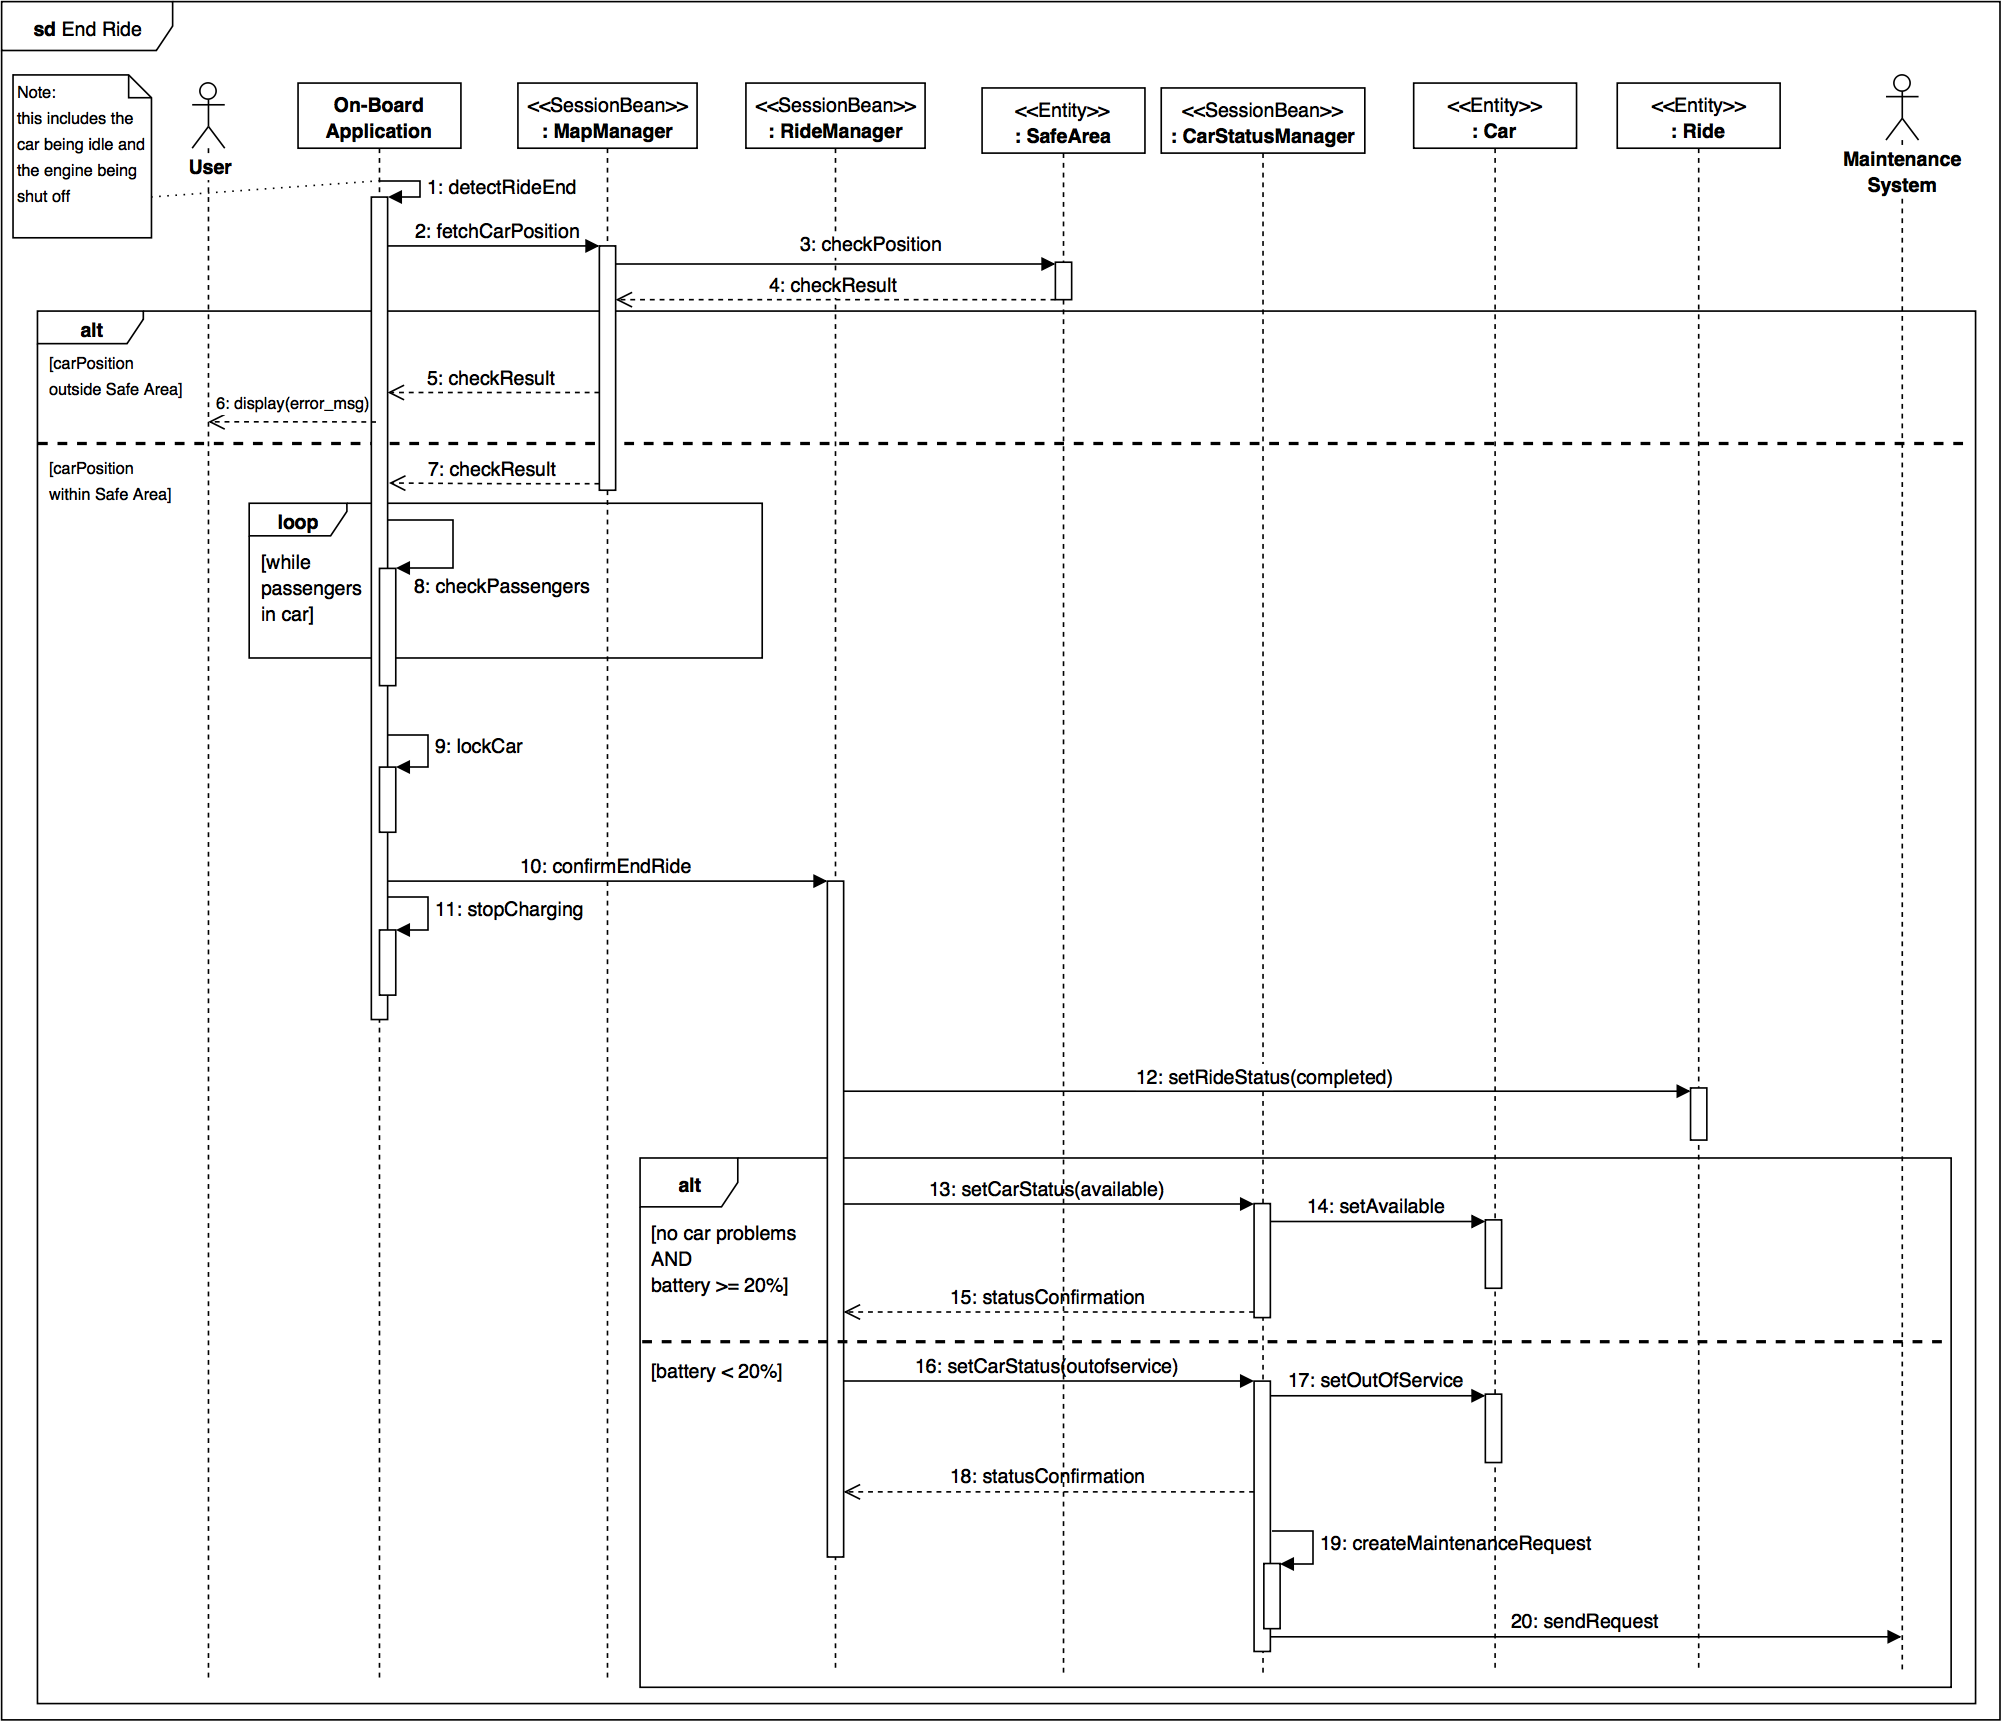 sd End Ride
Note:
this includes the
car being idle and
the engine being
shut off
User
On-Board
Application
<<SessionBean>>
: MapManager
<<SessionBean>>
: RideManager
<<Entity>>
: SafeArea
<<SessionBean>>
: CarStatusManager
<<Entity>>
: Car
<<Entity>>
: Ride
Maintenance
System
1: detectRideEnd
2: fetchCarPosition
3: checkPosition
4: checkResult
alt
[carPosition
outside Safe Area]
5: checkResult
6: display(error_msg)
[carPosition
within Safe Area]
7: checkResult
loop
[while
passengers
in car]
8: checkPassengers
9: lockCar
10: confirmEndRide
11: stopCharging
12: setRideStatus(completed)
alt
[no car problems
AND
battery >= 20%]
13: setCarStatus(available)
14: setAvailable
15: statusConfirmation
[battery < 20%]
16: setCarStatus(outofservice)
17: setOutOfService
18: statusConfirmation
19: createMaintenanceRequest
20: sendRequest